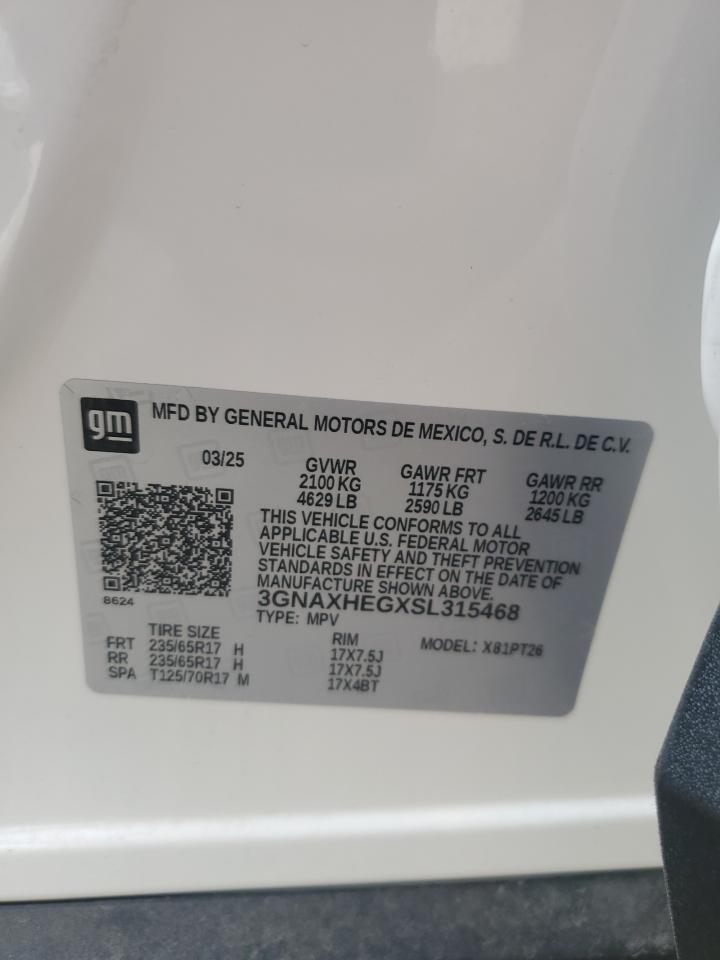 gm MFD BY GENERAL MOTORS DE MEXICO, S. DE R.L. DE C.V.
03/25 GVWR GAWR FRT GAWR RR
2100 KG 1175 KG 1200 KG
4629 LB 2590 LB 2645 LB
THIS VEHICLE CONFORMS TO ALL
APPLICABLE U.S. FEDERAL MOTOR
VEHICLE SAFETY AND THEFT PREVENTION
STANDARDS IN EFFECT ON THE DATE OF
MANUFACTURE SHOWN ABOVE.
8624 3GNAXHEGXSL315468
TYPE: MPV
TIRE SIZE RIM MODEL: X81PT26
FRT 235/65R17 H 17X7.5J
RR 235/65R17 H 17X7.5J
SPA T125/70R17 M 17X4BT